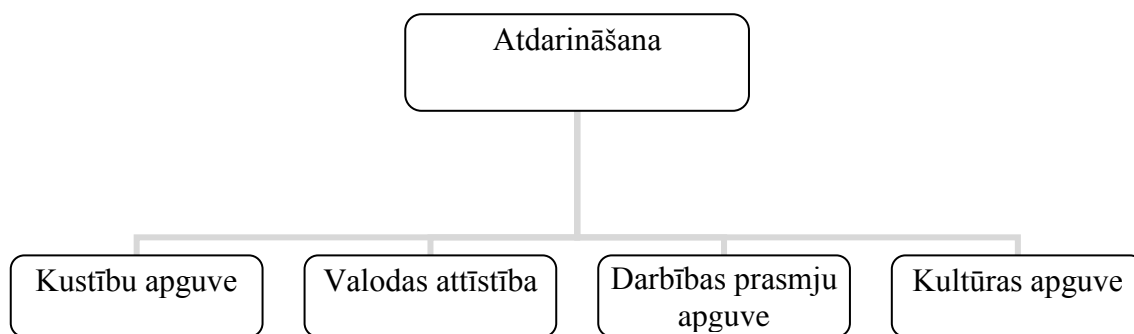 Atdarināšana
Kustību apguve
Valodas attīstība
Darbības prasmju
apguve
Kultūras apguve